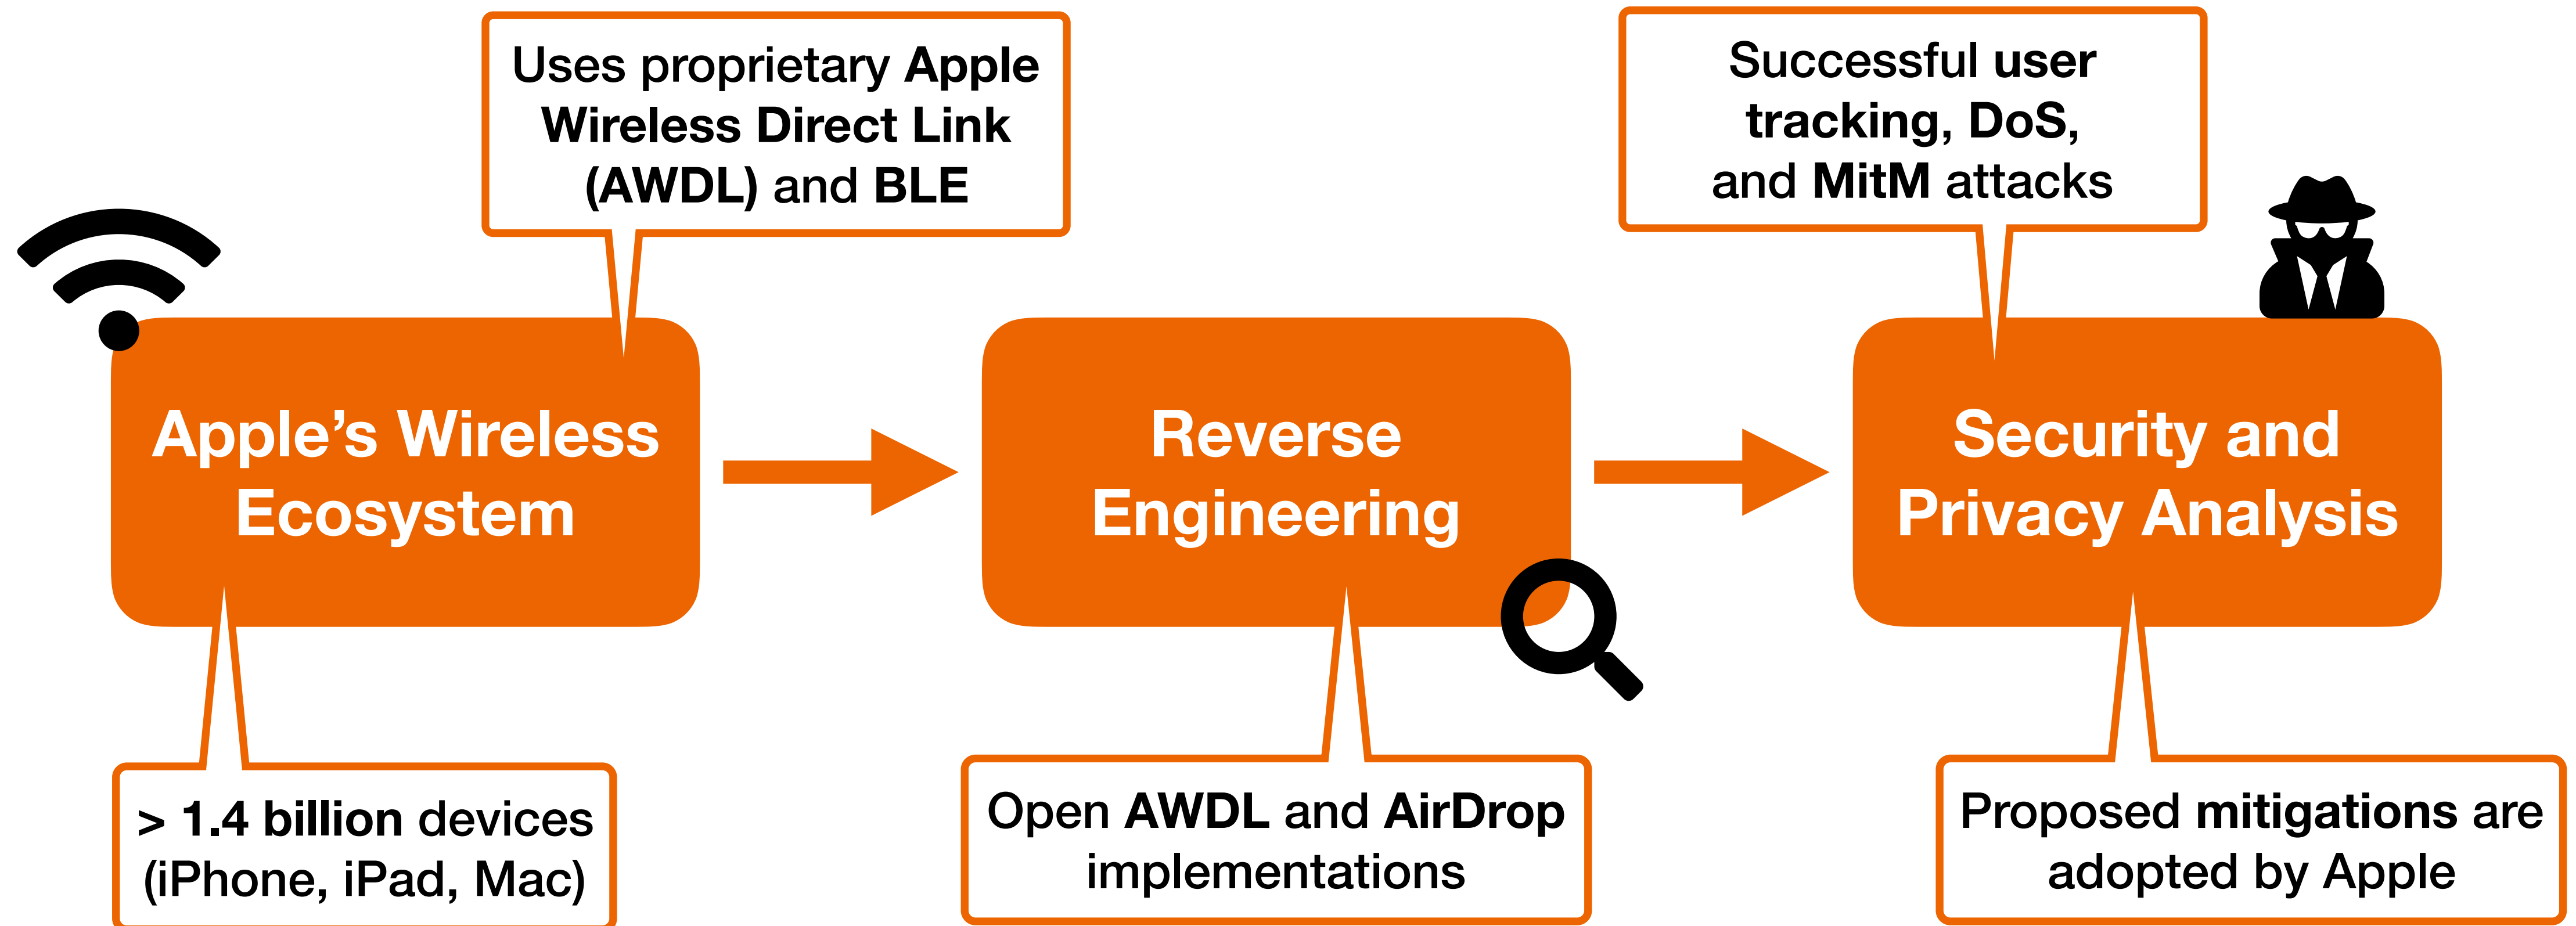 Uses proprietary Apple
Wireless Direct Link
(AWDL) and BLE
Successful user
tracking, DoS,
and MitM attacks
Apple’s Wireless
Ecosystem
Reverse
Engineering
Security and
Privacy Analysis
> 1.4 billion devices
(iPhone, iPad, Mac)
Open AWDL and AirDrop
implementations
Proposed mitigations are
adopted by Apple